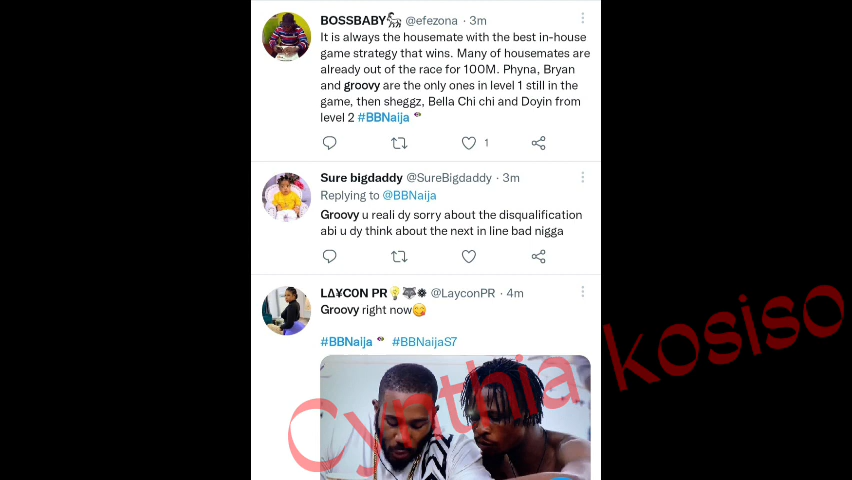 BOSSBABY🐆 @efezona · 3m
It is always the housemate with the best in-house
game strategy that wins. Many of housemates are
already out of the race for 100M. Phyna, Bryan
and groovy are the only ones in level 1 still in the
game, then sheggz, Bella Chi chi and Doyin from
level 2 #BBNaija
1
Sure bigdaddy @SureBigdaddy · 3m
Replying to @BBNaija
Groovy u reali dy sorry about the disqualification
abi u dy think about the next in line bad nigga
L∆¥C0N PR💡🐺✵ @LayconPR · 4m
Groovy right now😋
#BBNaija #BBNaijaS7
Cynthia kosiso